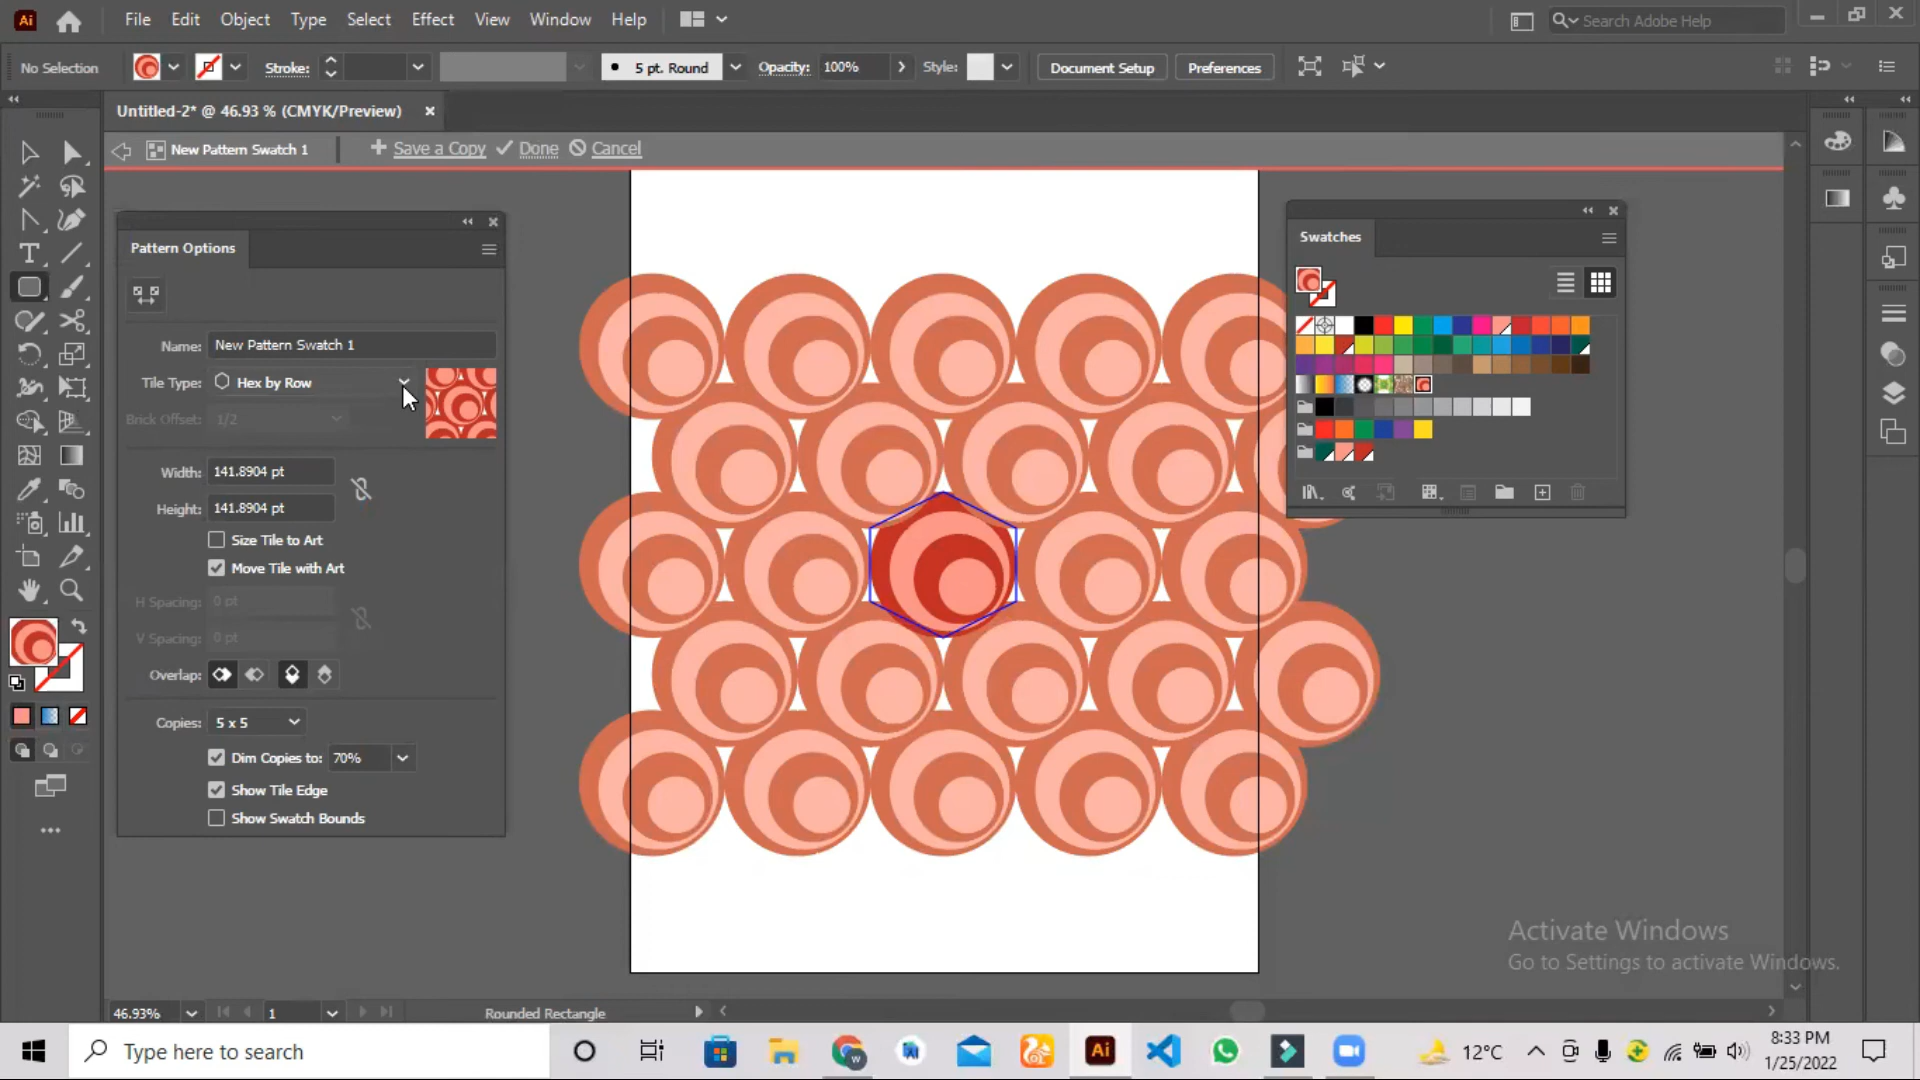 Ai File Edit Object Type Select Effect View Window Help Search Adobe Help
No Selection Stroke: 5 pt. Round Opacity: 100% Style: Document Setup Preferences
Untitled-2* @ 46.93 % (CMYK/Preview)
New Pattern Swatch 1 Save a Copy Done Cancel
Pattern Options
Name: New Pattern Swatch 1
Tile Type: Hex by Row
Brick Offset: 1/2
Width: 141.8904 pt
Height: 141.8904 pt
Size Tile to Art
Move Tile with Art
H Spacing: 0 pt
V Spacing: 0 pt
Overlap:
Copies: 5 x 5
Dim Copies to: 70%
Show Tile Edge
Show Swatch Bounds
Swatches
Activate Windows
Go to Settings to activate Windows.
46.93% 1 Rounded Rectangle
Type here to search
Ai
12°C
8:33 PM
1/25/2022